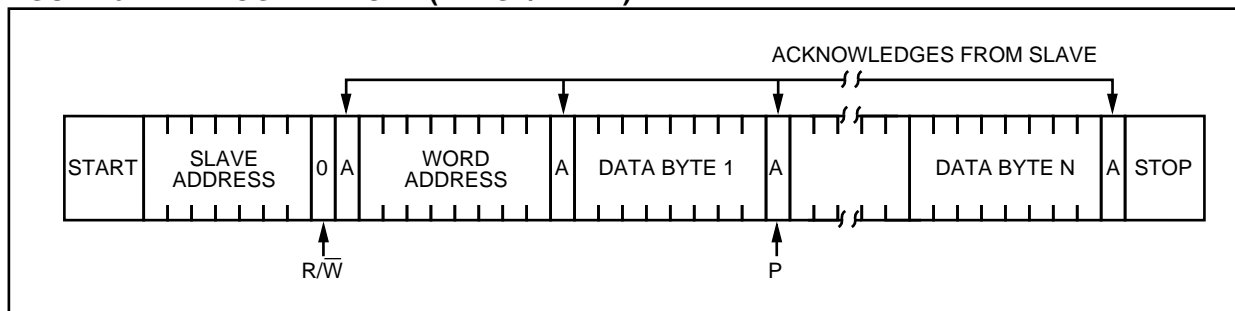 ACKNOWLEDGES FROM SLAVE
START SLAVE ADDRESS 0 A WORD ADDRESS A DATA BYTE 1 A DATA BYTE N A STOP
R/W̅ P